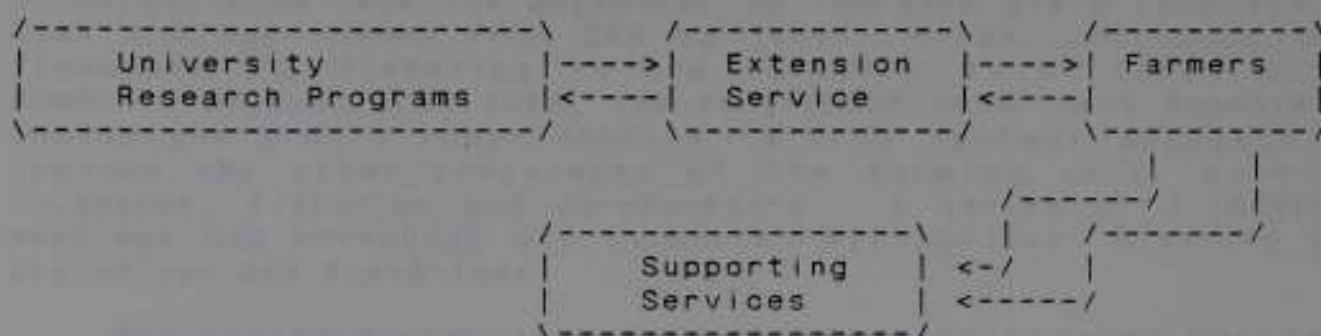 University Extension Farmers
Research Programs Service
Supporting
Services